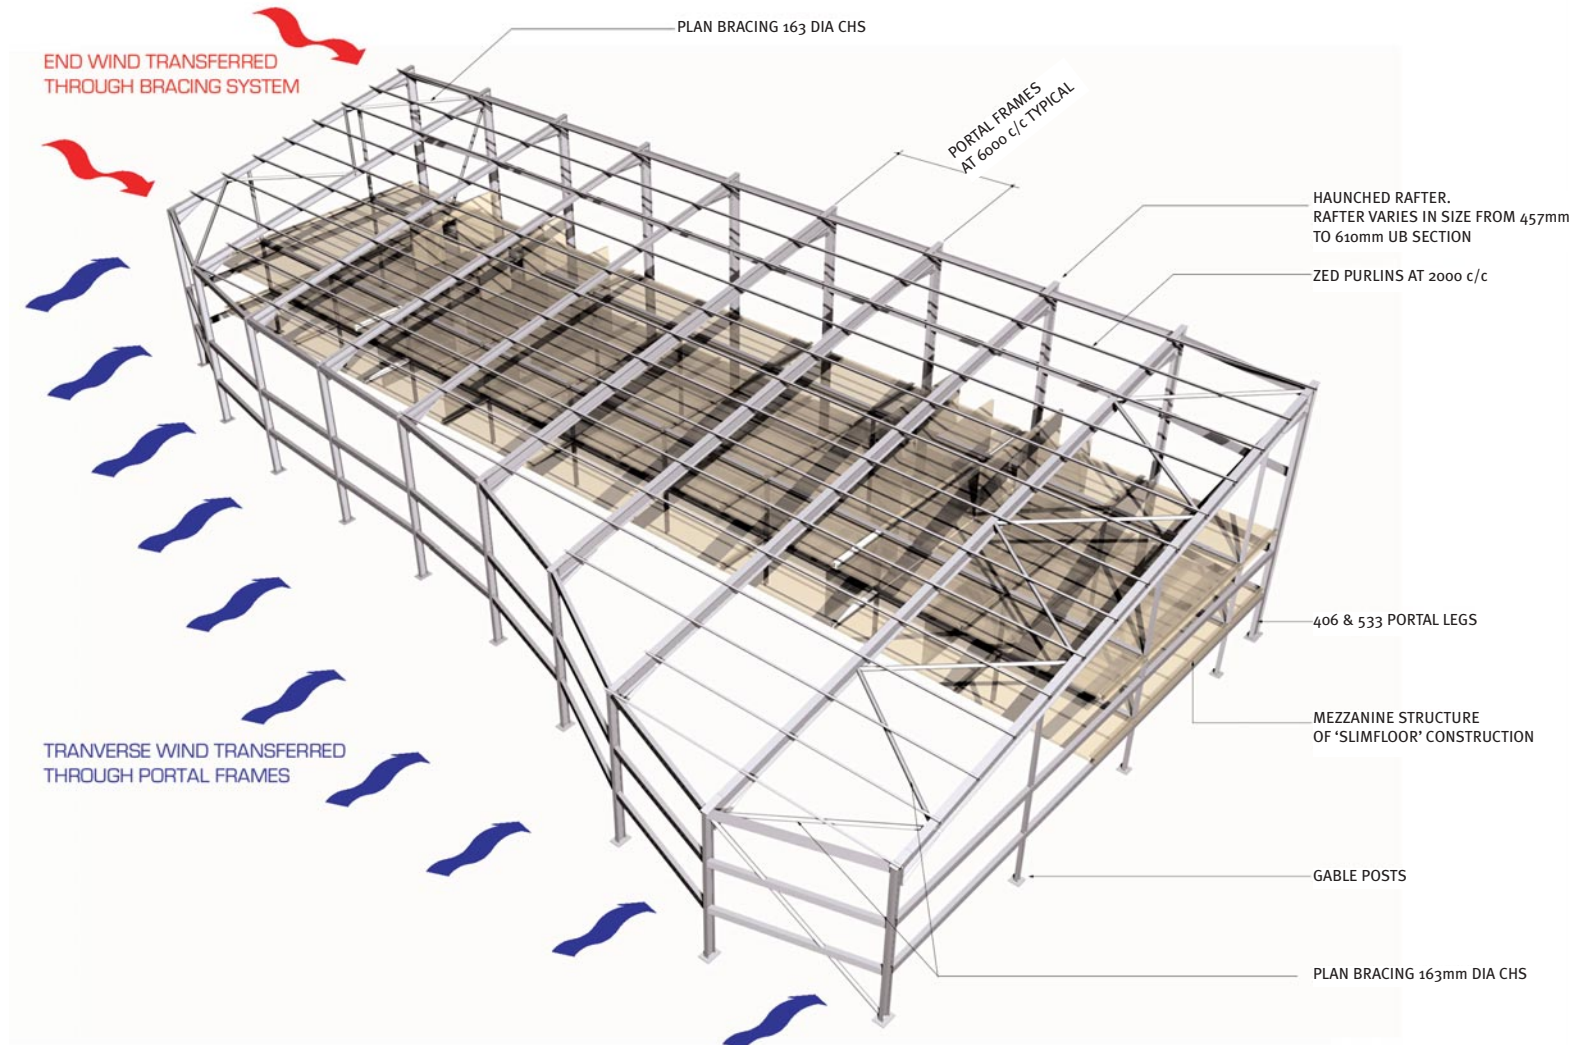 PLAN BRACING 163 DIA CHS
END WIND TRANSFERRED
THROUGH BRACING SYSTEM
PORTAL FRAMES
AT 6000 c/c TYPICAL
HAUNCHED RAFTER.
RAFTER VARIES IN SIZE FROM 457mm
TO 610mm UB SECTION
ZED PURLINS AT 2000 c/c
406 & 533 PORTAL LEGS
MEZZANINE STRUCTURE
OF ‘SLIMFLOOR’ CONSTRUCTION
TRANVERSE WIND TRANSFERRED
THROUGH PORTAL FRAMES
GABLE POSTS
PLAN BRACING 163mm DIA CHS